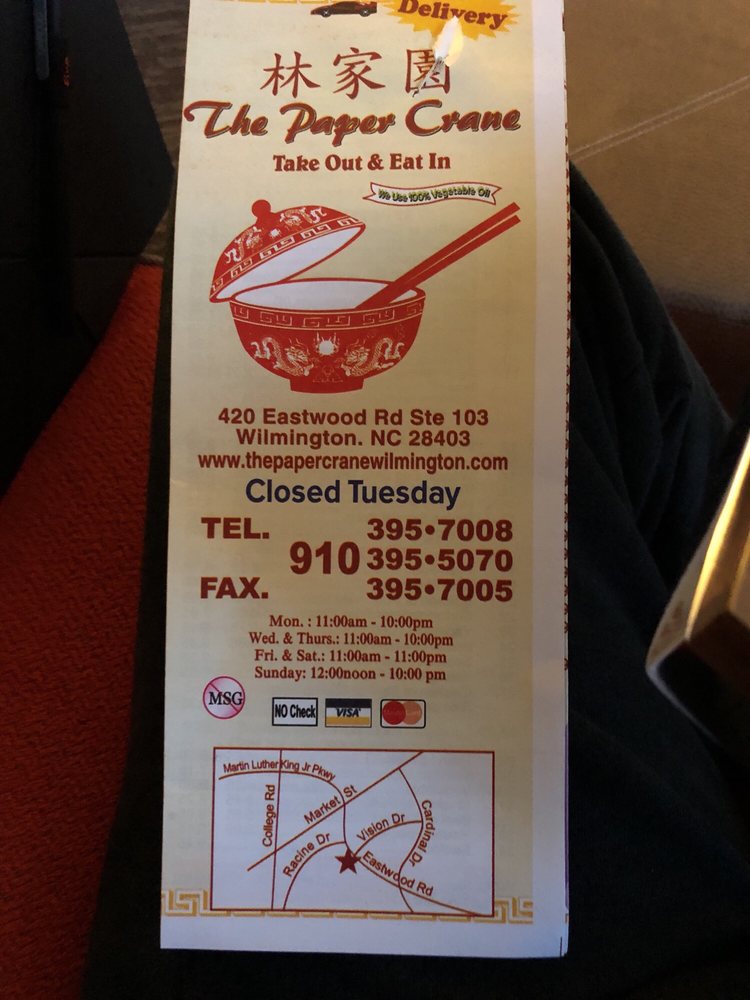 Delivery
林家園
The Paper Crane
Take Out & Eat In
We Use 100% Vegetable Oil
420 Eastwood Rd Ste 103
Wilmington. NC 28403
www.thepapercranewilmington.com
Closed Tuesday
TEL. 395•7008
910 395•5070
FAX. 395•7005
Mon. : 11:00am - 10:00pm
Wed. & Thurs.: 11:00am - 10:00pm
Fri. & Sat.: 11:00am - 11:00pm
Sunday: 12:00noon - 10:00 pm
MSG
NO Check
VISA
Martin Luther King Jr Pkwy
College Rd
Market St
Racine Dr
Vision Dr
Cardinal Dr
Eastwood Rd